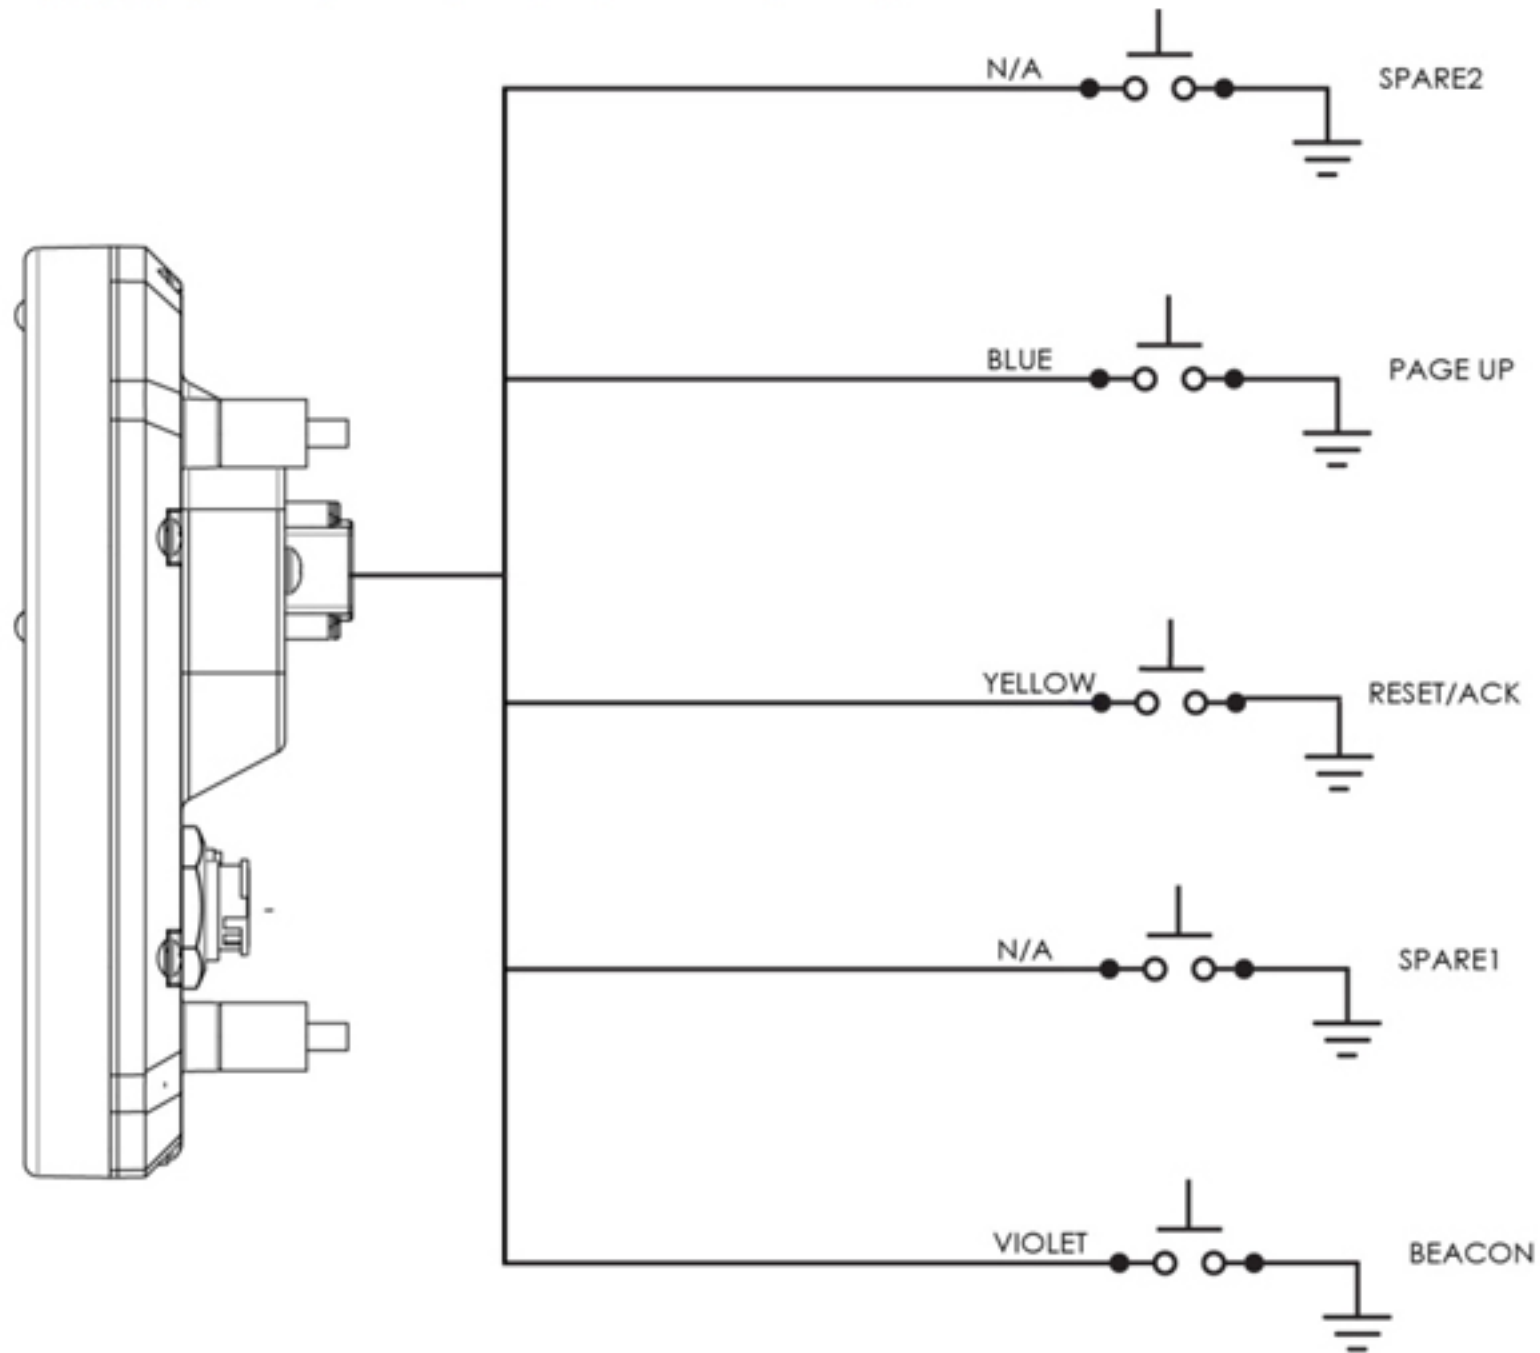 N/A
SPARE2
BLUE
PAGE UP
YELLOW
RESET/ACK
N/A
SPARE1
VIOLET
BEACON